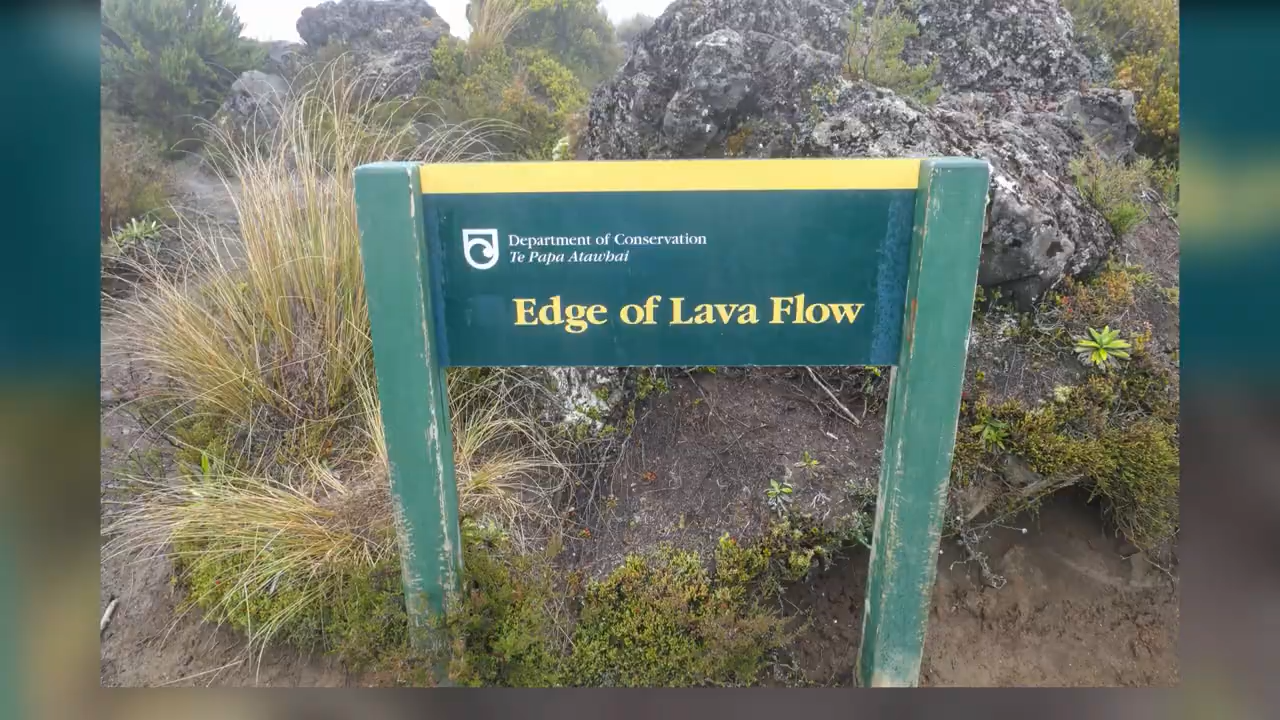 Department of Conservation
Te Papa Atawhai
Edge of Lava Flow